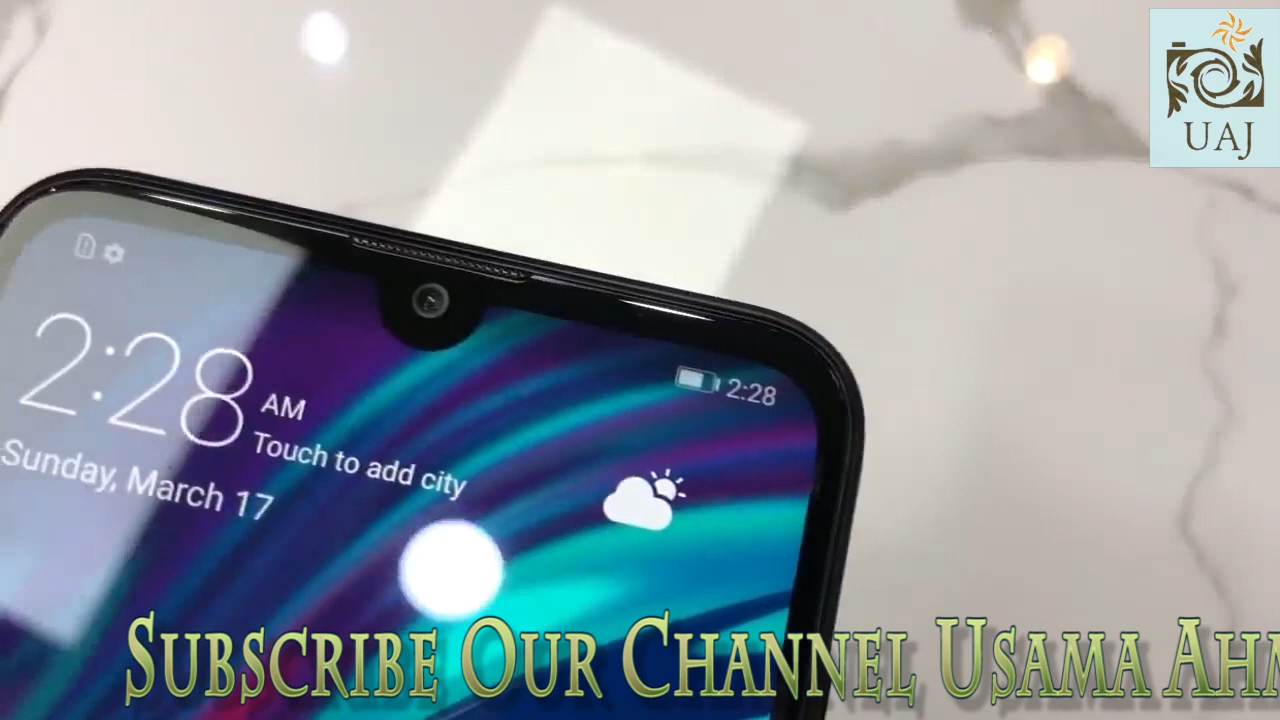 UAJ
2:28
2:28 AM
Touch to add city
Sunday, March 17
SUBSCRIBE OUR CHANNEL USAMA